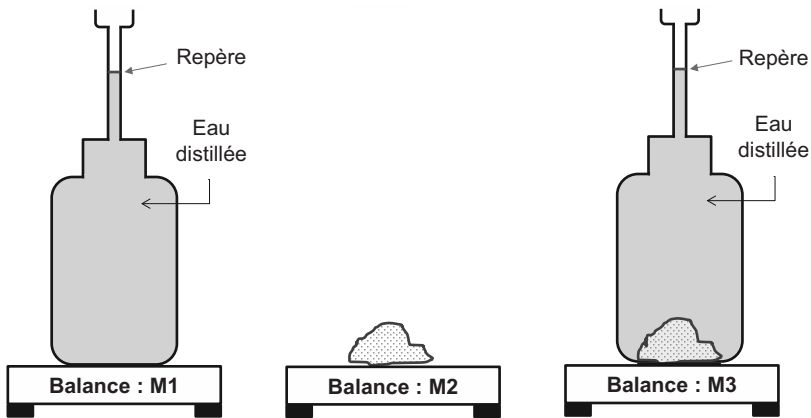 Repère
Eau
distillée
Balance : M1
Balance : M2
Repère
Eau
distillée
Balance : M3